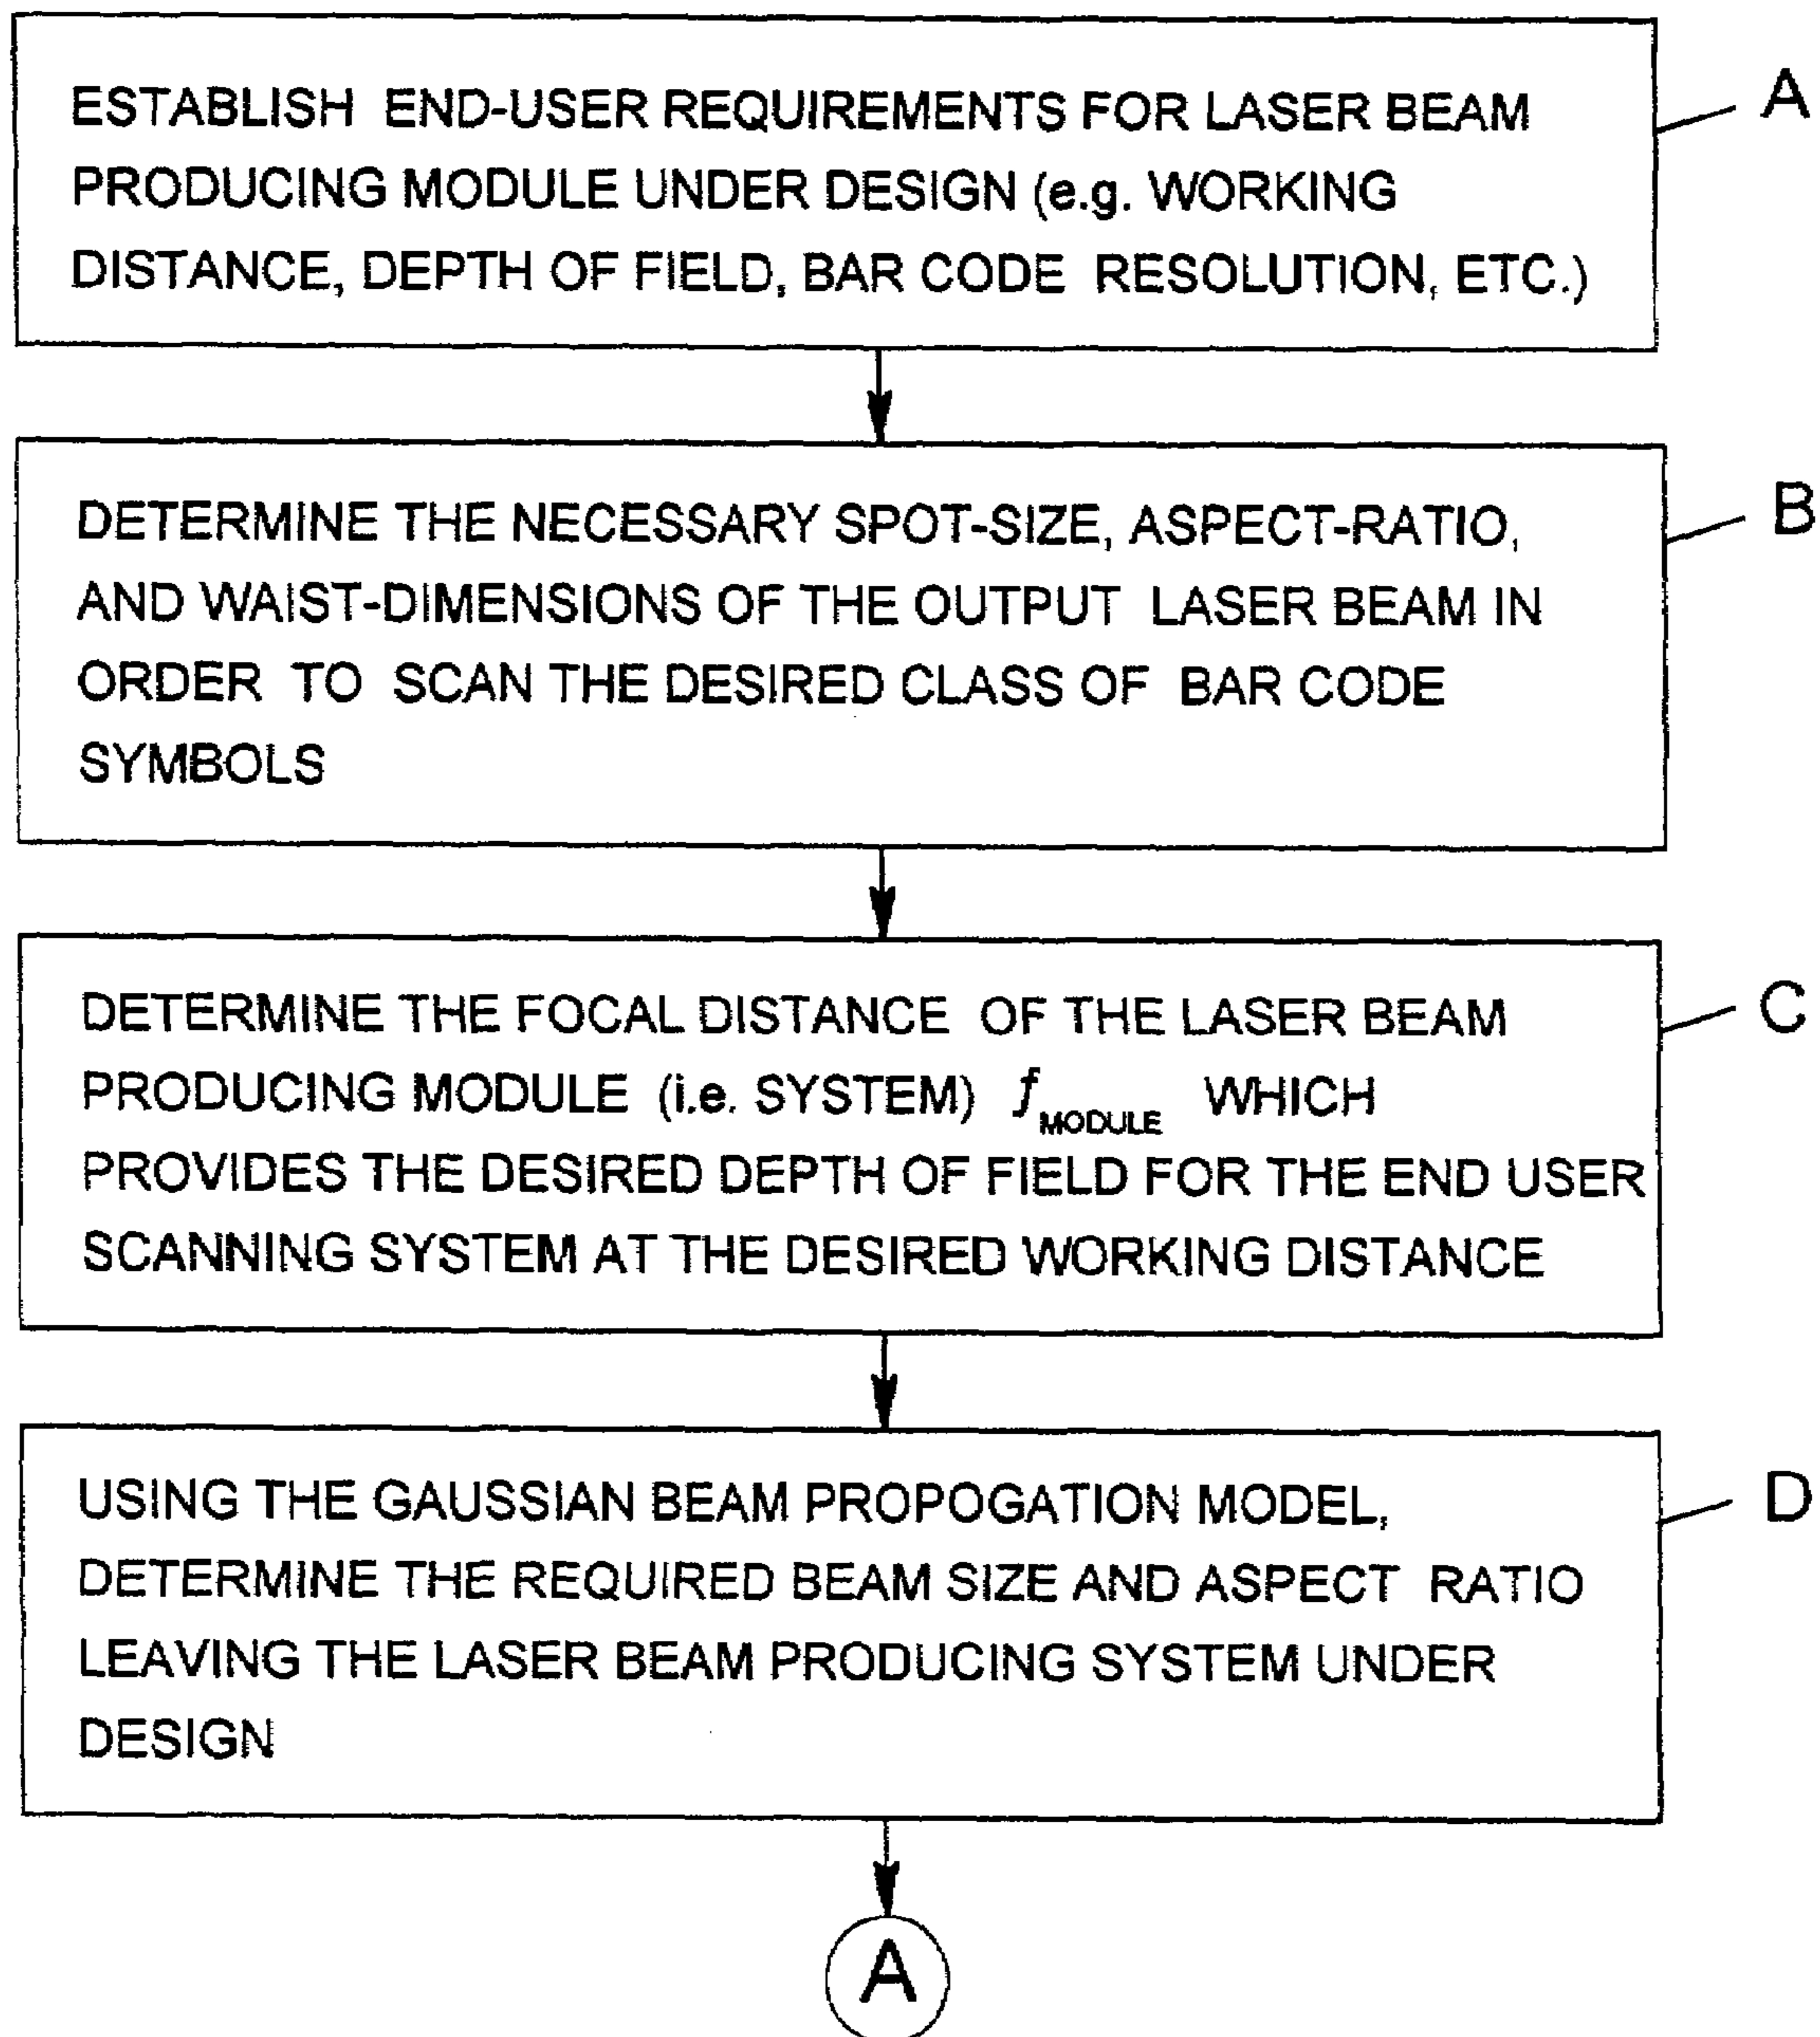 ESTABLISH END-USER REQUIREMENTS FOR LASER BEAM
PRODUCING MODULE UNDER DESIGN (e.g. WORKING
DISTANCE, DEPTH OF FIELD, BAR CODE RESOLUTION, ETC.)
A
DETERMINE THE NECESSARY SPOT-SIZE, ASPECT-RATIO,
AND WAIST-DIMENSIONS OF THE OUTPUT LASER BEAM IN
ORDER TO SCAN THE DESIRED CLASS OF BAR CODE
SYMBOLS
B
DETERMINE THE FOCAL DISTANCE OF THE LASER BEAM
PRODUCING MODULE (i.e. SYSTEM) f MODULE WHICH
PROVIDES THE DESIRED DEPTH OF FIELD FOR THE END USER
SCANNING SYSTEM AT THE DESIRED WORKING DISTANCE
C
USING THE GAUSSIAN BEAM PROPOGATION MODEL,
DETERMINE THE REQUIRED BEAM SIZE AND ASPECT RATIO
LEAVING THE LASER BEAM PRODUCING SYSTEM UNDER
DESIGN
D
A